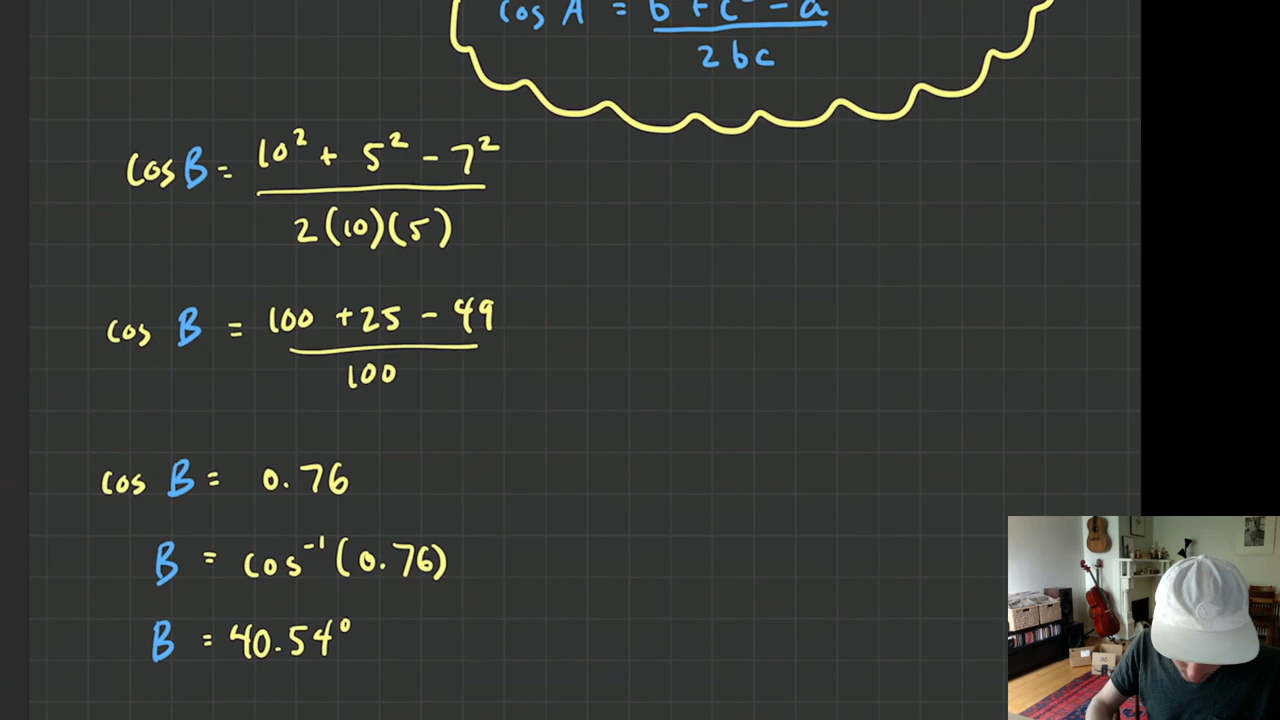 cos A = b² + c² - a
2bc
cos B = 10² + 5² - 7²
2(10)(5)
cos B = 100 + 25 - 49
100
cos B = 0.76
B = cos⁻¹(0.76)
B = 40.54°